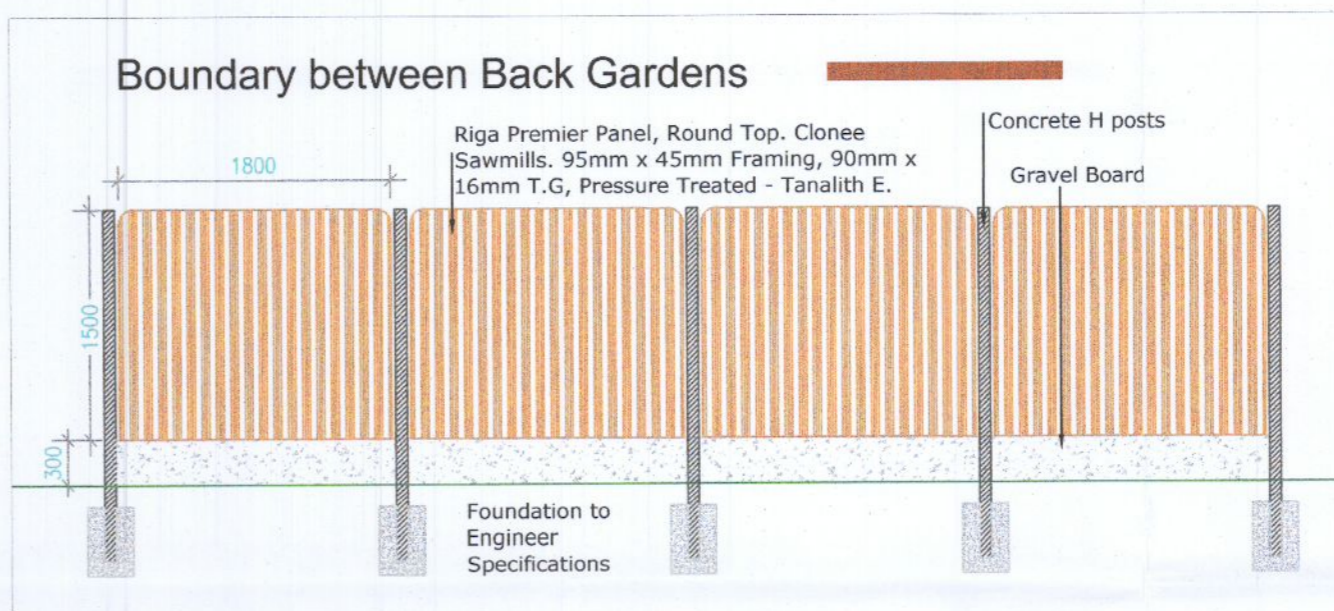 Boundary between Back Gardens
Riga Premier Panel, Round Top. Clonee
Sawmills. 95mm x 45mm Framing, 90mm x
16mm T.G, Pressure Treated - Tanalith E.
Concrete H posts
Gravel Board
1800
1500
300
Foundation to
Engineer
Specifications